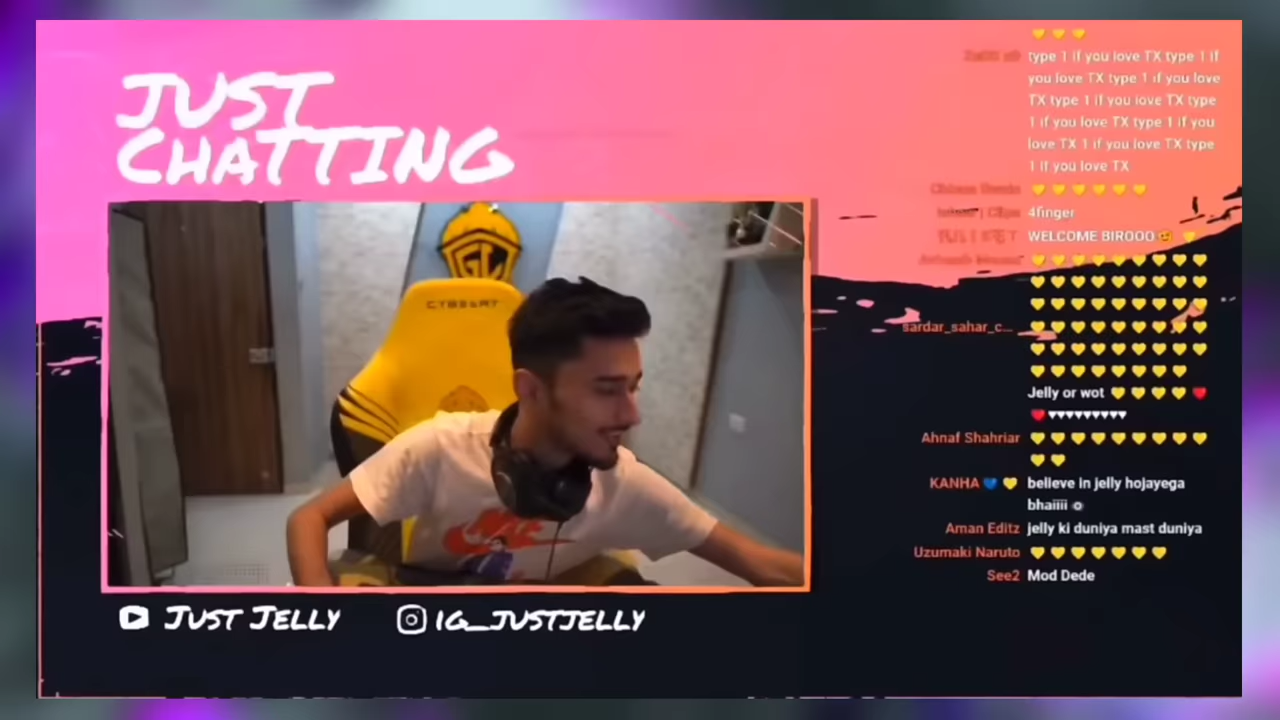 JUST
CHATTING
GL
JUST JELLY
IG_JUSTJELLY
type 1 if you love TX type 1 if
you love TX type 1 if you love
TX type 1 if you love TX type
1 if you love TX type 1 if you
love TX 1 if you love TX type
1 if you love TX
4finger
WELCOME BIROOO
sardar_sahar_c...
Jelly or wot
Ahnaf Shahriar
KANHA believe in jelly hojayega
bhaiiii
Aman Editz jelly ki duniya mast duniya
Uzumaki Naruto
See2 Mod Dede